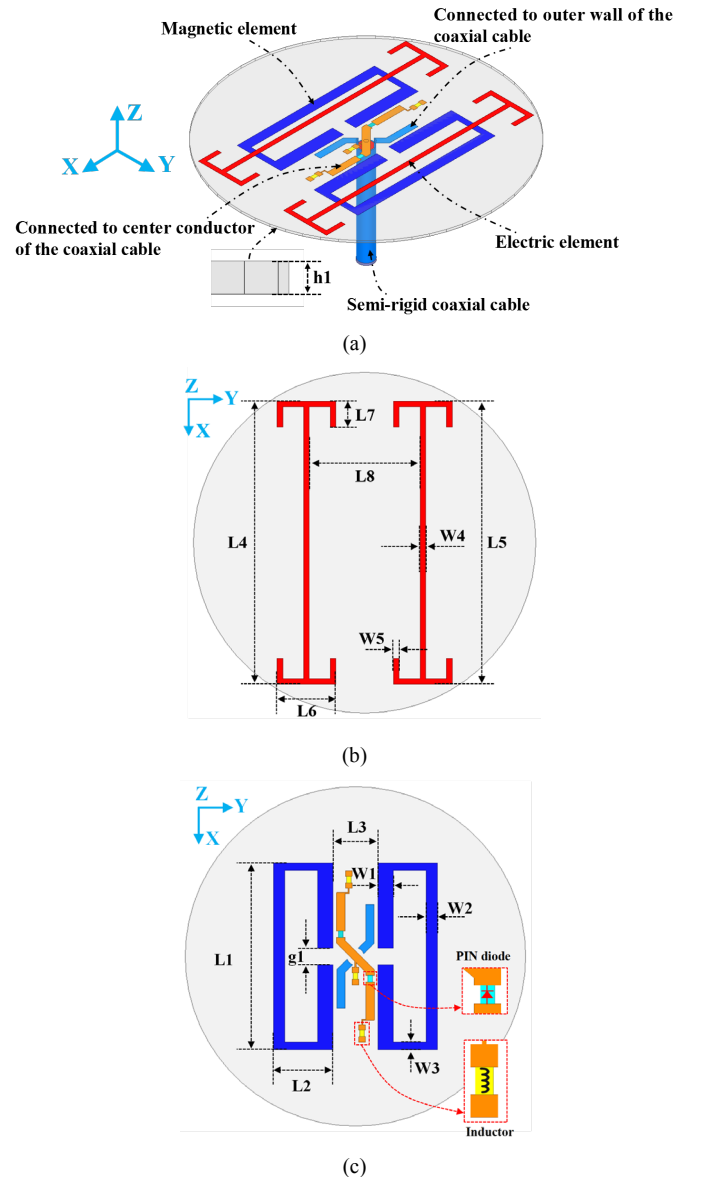 Connected to outer wall of the
coaxial cable
Magnetic element
Z
X
Y
Connected to center conductor
of the coaxial cable
Electric element
h1
Semi-rigid coaxial cable
(a)
Z
Y
X
L7
L8
L4
W4
L5
W5
L6
(b)
Z
Y
X
L3
W1
W2
L1
g1
PIN diode
W3
L2
Inductor
(c)